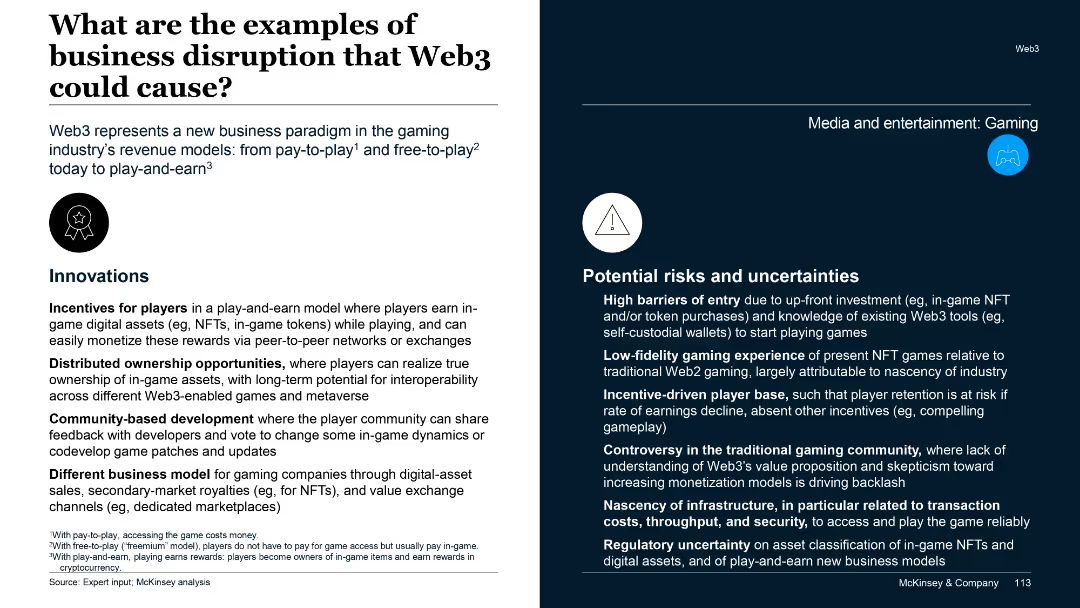 What are the examples of
business disruption that Web3
could cause?
Web3 represents a new business paradigm in the gaming
industry's revenue models: from pay-to-play¹ and free-to-play²
today to play-and-earn³
Innovations
Incentives for players in a play-and-earn model where players earn in-
game digital assets (eg, NFTs, in-game tokens) while playing, and can
easily monetize these rewards via peer-to-peer networks or exchanges
Distributed ownership opportunities, where players can realize true
ownership of in-game assets, with long-term potential for interoperability
across different Web3-enabled games and metaverse
Community-based development where the player community can share
feedback with developers and vote to change some in-game dynamics or
codevelop game patches and updates
Different business model for gaming companies through digital-asset
sales, secondary-market royalties (eg, for NFTs), and value exchange
channels (eg, dedicated marketplaces)
¹With pay-to-play, accessing the game costs money.
²With free-to-play ("freemium" model), players do not have to pay for game access but usually pay in-game.
³With play-and-earn, playing earns rewards: players become owners of in-game items and earn rewards in
cryptocurrency.
Source: Expert input; McKinsey analysis
Web3
Media and entertainment: Gaming
Potential risks and uncertainties
High barriers of entry due to up-front investment (eg, in-game NFT
and/or token purchases) and knowledge of existing Web3 tools (eg,
self-custodial wallets) to start playing games
Low-fidelity gaming experience of present NFT games relative to
traditional Web2 gaming, largely attributable to nascency of industry
Incentive-driven player base, such that player retention is at risk if
rate of earnings decline, absent other incentives (eg, compelling
gameplay)
Controversy in the traditional gaming community, where lack of
understanding of Web3's value proposition and skepticism toward
increasing monetization models is driving backlash
Nascency of infrastructure, in particular related to transaction
costs, throughput, and security, to access and play the game reliably
Regulatory uncertainty on asset classification of in-game NFTs and
digital assets, and of play-and-earn new business models
McKinsey & Company 113